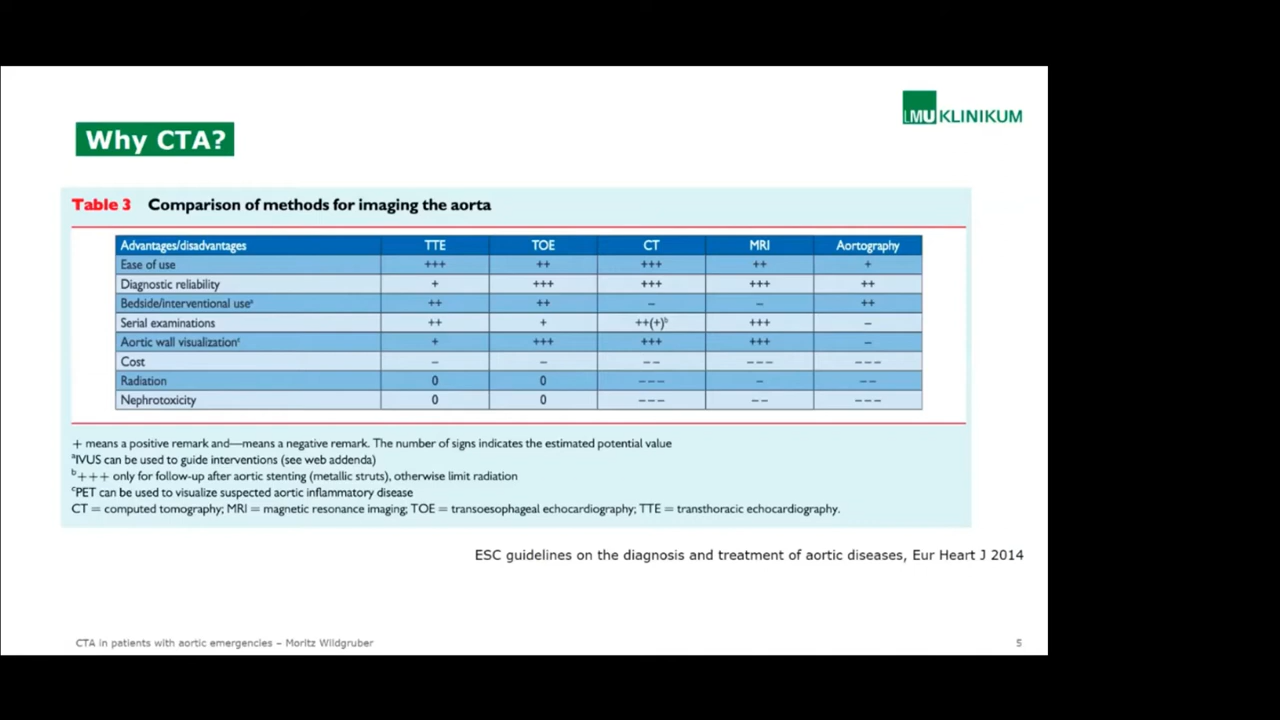 LMU KLINIKUM
Why CTA?
Table 3 Comparison of methods for imaging the aorta
Advantages/disadvantages TTE TOE CT MRI Aortography
Ease of use +++ ++ +++ ++ +
Diagnostic reliability + +++ +++ +++ ++
Bedside/interventional useᵃ ++ ++ – – ++
Serial examinations ++ + ++(+)ᵇ +++ –
Aortic wall visualizationᶜ + +++ +++ +++ –
Cost – – – – – – – – – –
Radiation 0 0 – – – – – –
Nephrotoxicity 0 0 – – – – – – – –
+ means a positive remark and—means a negative remark. The number of signs indicates the estimated potential value
ᵃIVUS can be used to guide interventions (see web addenda)
ᵇ+++ only for follow-up after aortic stenting (metallic struts), otherwise limit radiation
ᶜPET can be used to visualize suspected aortic inflammatory disease
CT = computed tomography; MRI = magnetic resonance imaging; TOE = transoesophageal echocardiography; TTE = transthoracic echocardiography.
ESC guidelines on the diagnosis and treatment of aortic diseases, Eur Heart J 2014
CTA in patients with aortic emergencies – Moritz Wildgruber 5